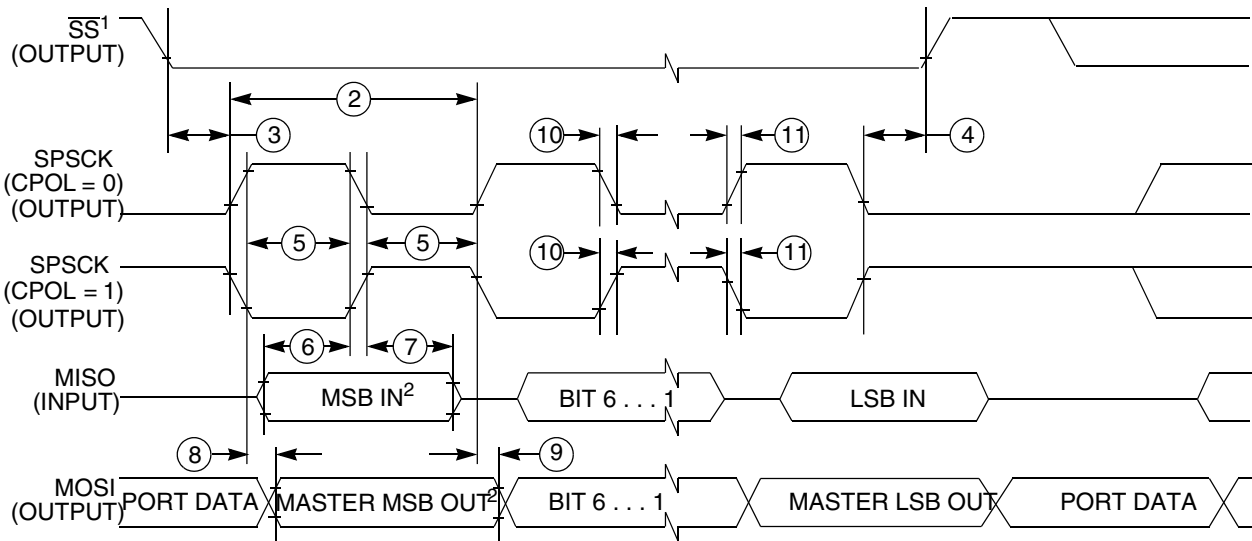 SS¹
(OUTPUT)
2
3
10
11
4
SPSCK
(CPOL = 0)
(OUTPUT)
5
5
SPSCK
(CPOL = 1)
(OUTPUT)
10
11
6
7
MISO
(INPUT)
MSB IN²
BIT 6 . . . 1
LSB IN
8
9
MOSI
(OUTPUT)
PORT DATA
MASTER MSB OUT²
BIT 6 . . . 1
MASTER LSB OUT
PORT DATA